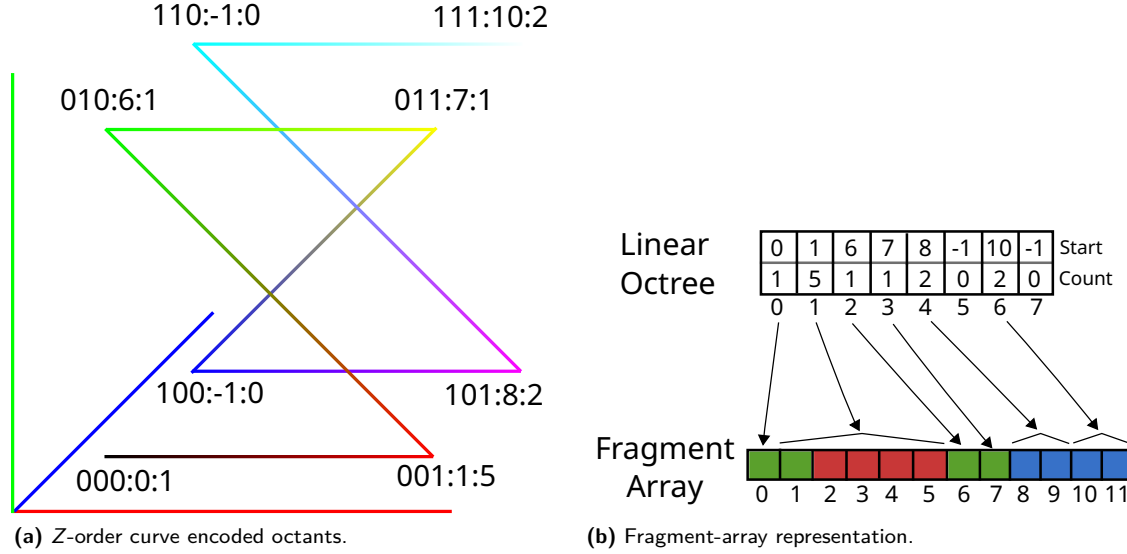 110:-1:0
111:10:2
010:6:1
011:7:1
100:-1:0
101:8:2
000:0:1
001:1:5
(a) Z-order curve encoded octants.
Linear
Octree
0 1 6 7 8 -1 10 -1 Start
1 5 1 1 2 0 2 0 Count
0 1 2 3 4 5 6 7
Fragment
Array
0 1 2 3 4 5 6 7 8 9 10 11
(b) Fragment-array representation.